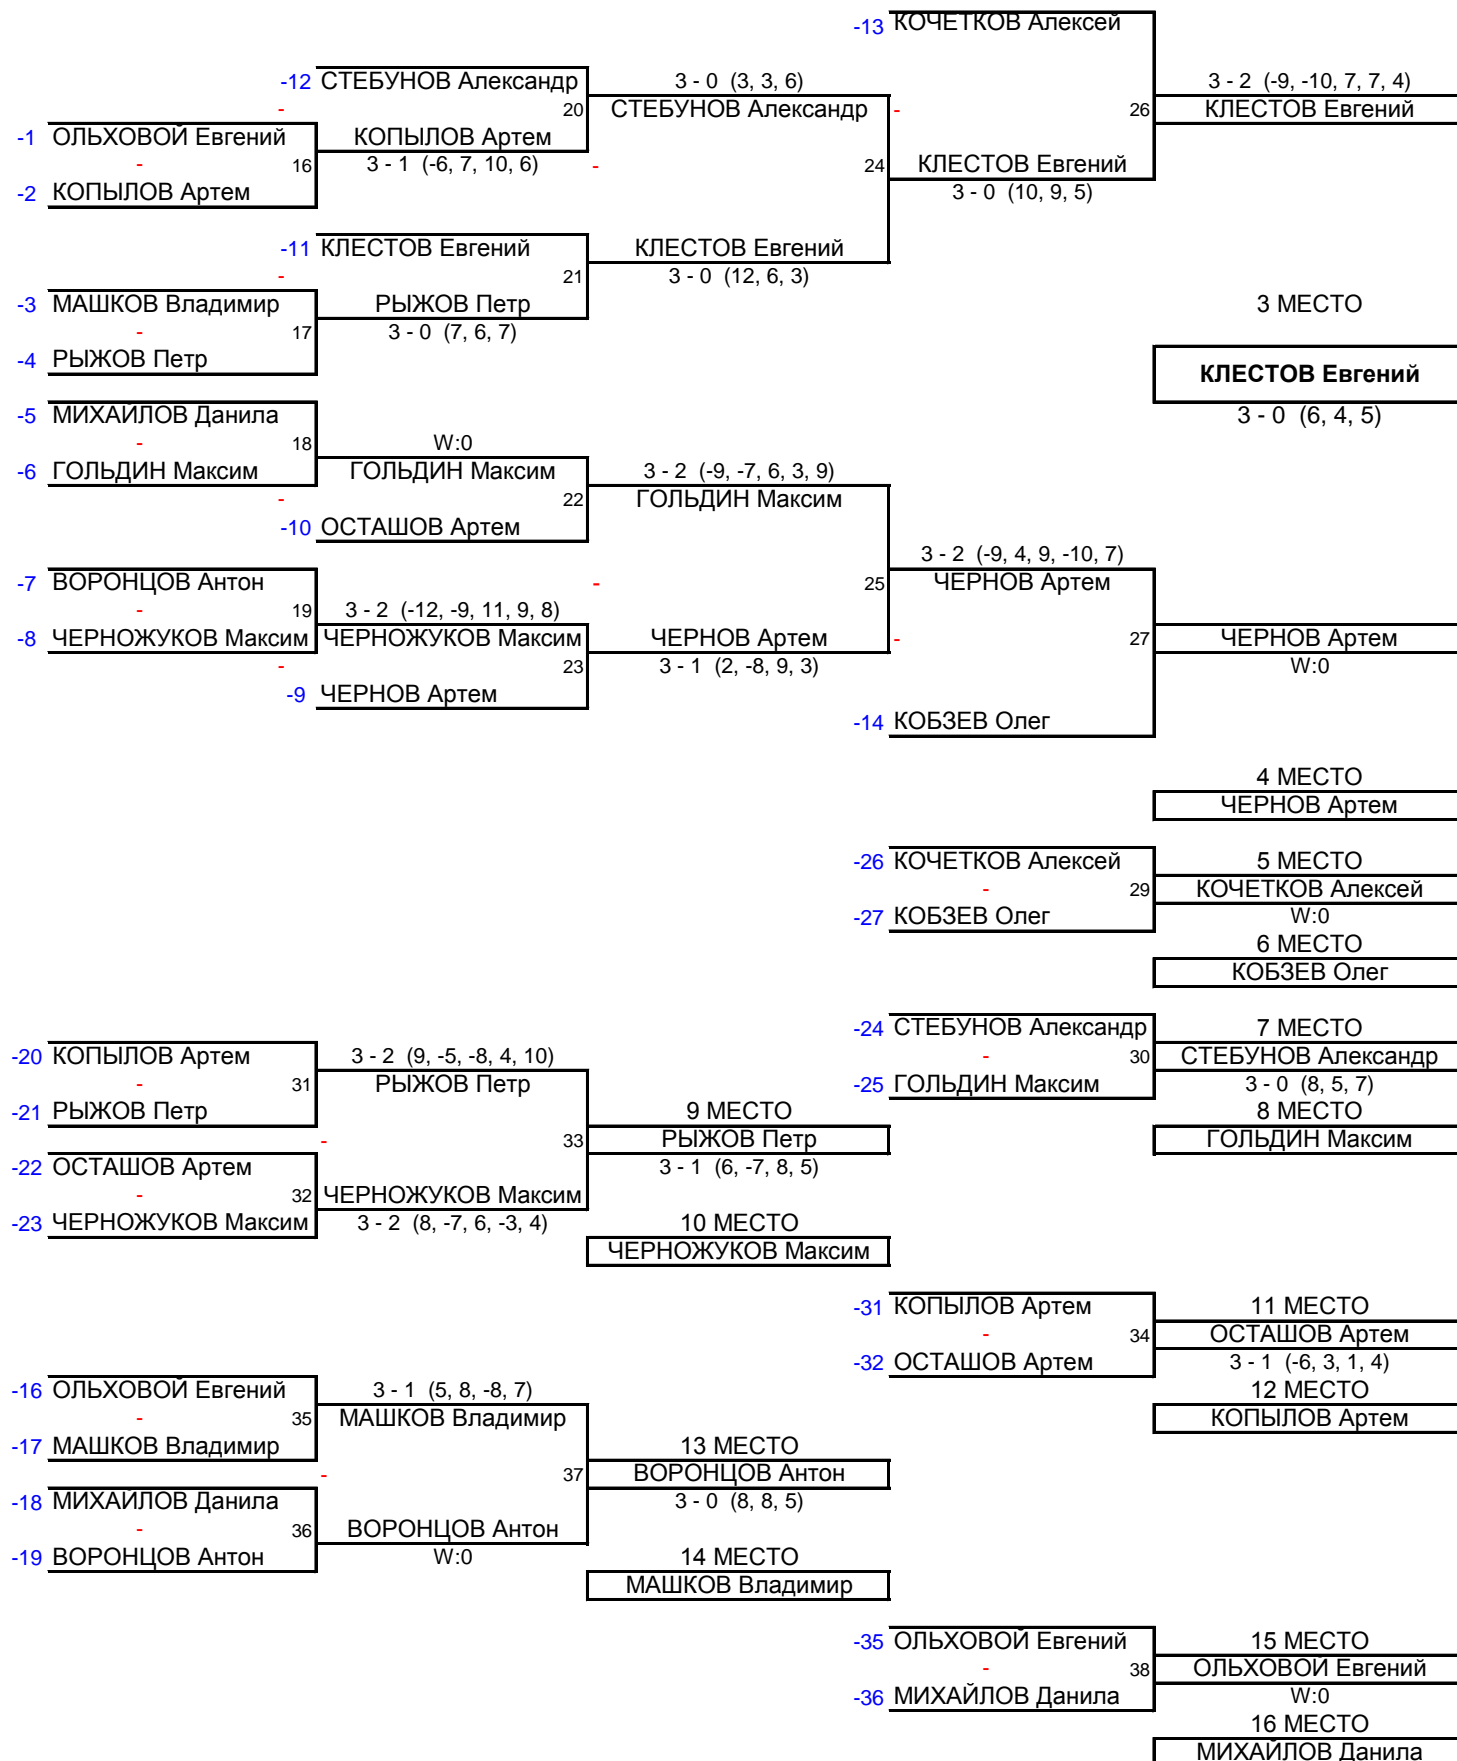 -13 КОЧЕТКОВ Алексей
-12 СТЕБУНОВ Александр 3 - 0 (3, 3, 6) 3 - 2 (-9, -10, 7, 7, 4)
- 20 СТЕБУНОВ Александр - 26 КЛЕСТОВ Евгений
-1 ОЛЬХОВОЙ Евгений КОПЫЛОВ Артем
- 16 3 - 1 (-6, 7, 10, 6) - 24 КЛЕСТОВ Евгений
-2 КОПЫЛОВ Артем 3 - 0 (10, 9, 5)
-11 КЛЕСТОВ Евгений КЛЕСТОВ Евгений
- 21 3 - 0 (12, 6, 3)
-3 МАШКОВ Владимир РЫЖОВ Петр 3 МЕСТО
- 17 3 - 0 (7, 6, 7)
-4 РЫЖОВ Петр
КЛЕСТОВ Евгений
-5 МИХАЙЛОВ Данила 3 - 0 (6, 4, 5)
- 18 W:0
-6 ГОЛЬДИН Максим ГОЛЬДИН Максим 3 - 2 (-9, -7, 6, 3, 9)
- 22 ГОЛЬДИН Максим
-10 ОСТАШОВ Артем
3 - 2 (-9, 4, 9, -10, 7)
-7 ВОРОНЦОВ Антон - 25 ЧЕРНОВ Артем
- 19 3 - 2 (-12, -9, 11, 9, 8)
-8 ЧЕРНОЖУКОВ Максим ЧЕРНОЖУКОВ Максим ЧЕРНОВ Артем - 27 ЧЕРНОВ Артем
- 23 3 - 1 (2, -8, 9, 3) W:0
-9 ЧЕРНОВ Артем
-14 КОБЗЕВ Олег
4 МЕСТО
ЧЕРНОВ Артем
-26 КОЧЕТКОВ Алексей 5 МЕСТО
- 29 КОЧЕТКОВ Алексей
-27 КОБЗЕВ Олег W:0
6 МЕСТО
КОБЗЕВ Олег
-24 СТЕБУНОВ Александр 7 МЕСТО
-20 КОПЫЛОВ Артем 3 - 2 (9, -5, -8, 4, 10) - 30 СТЕБУНОВ Александр
- 31 РЫЖОВ Петр -25 ГОЛЬДИН Максим 3 - 0 (8, 5, 7)
-21 РЫЖОВ Петр 9 МЕСТО 8 МЕСТО
- 33 РЫЖОВ Петр ГОЛЬДИН Максим
-22 ОСТАШОВ Артем 3 - 1 (6, -7, 8, 5)
- 32 ЧЕРНОЖУКОВ Максим
-23 ЧЕРНОЖУКОВ Максим 3 - 2 (8, -7, 6, -3, 4) 10 МЕСТО
ЧЕРНОЖУКОВ Максим
-31 КОПЫЛОВ Артем 11 МЕСТО
- 34 ОСТАШОВ Артем
-32 ОСТАШОВ Артем 3 - 1 (-6, 3, 1, 4)
-16 ОЛЬХОВОЙ Евгений 3 - 1 (5, 8, -8, 7) 12 МЕСТО
- 35 МАШКОВ Владимир КОПЫЛОВ Артем
-17 МАШКОВ Владимир 13 МЕСТО
- 37 ВОРОНЦОВ Антон
-18 МИХАЙЛОВ Данила 3 - 0 (8, 8, 5)
- 36 ВОРОНЦОВ Антон
-19 ВОРОНЦОВ Антон W:0 14 МЕСТО
МАШКОВ Владимир
-35 ОЛЬХОВОЙ Евгений 15 МЕСТО
- 38 ОЛЬХОВОЙ Евгений
-36 МИХАЙЛОВ Данила W:0
16 МЕСТО
МИХАЙЛОВ Данила